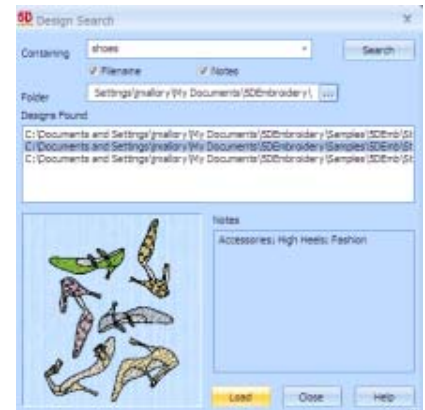 5D Design Search
Containing shoes Search
Filename Notes
Folder Settings\jmallory\My Documents\5DEmbroidery\ ...
Designs Found
C:\Documents and Settings\jmallory\My Documents\5DEmbroidery\Samples\5DEmb\St
C:\Documents and Settings\jmallory\My Documents\5DEmbroidery\Samples\5DEmb\St
C:\Documents and Settings\jmallory\My Documents\5DEmbroidery\Samples\5DEmb\St
Notes
Accessories; High Heels; Fashion
Load Close Help